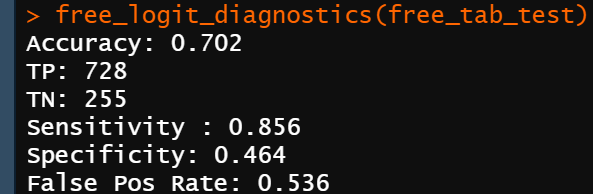 > free_logit_diagnostics(free_tab_test)
Accuracy: 0.702
TP: 728
TN: 255
Sensitivity : 0.856
Specificity: 0.464
False Pos Rate: 0.536